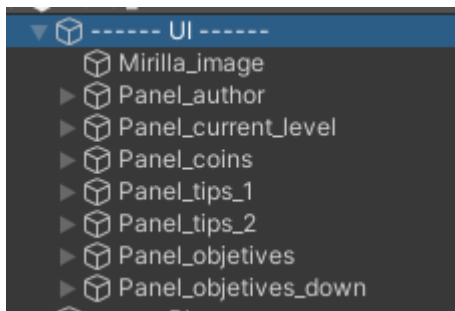 ------ UI ------
Mirilla_image
Panel_author
Panel_current_level
Panel_coins
Panel_tips_1
Panel_tips_2
Panel_objetives
Panel_objetives_down